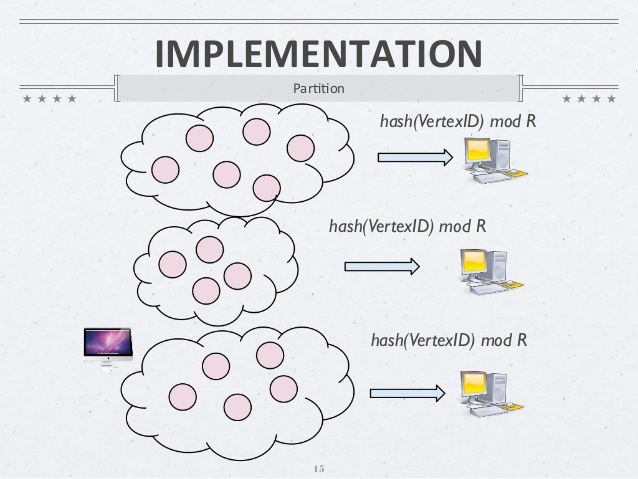 IMPLEMENTATION
Partition
hash(VertexID) mod R
hash(VertexID) mod R
hash(VertexID) mod R
15